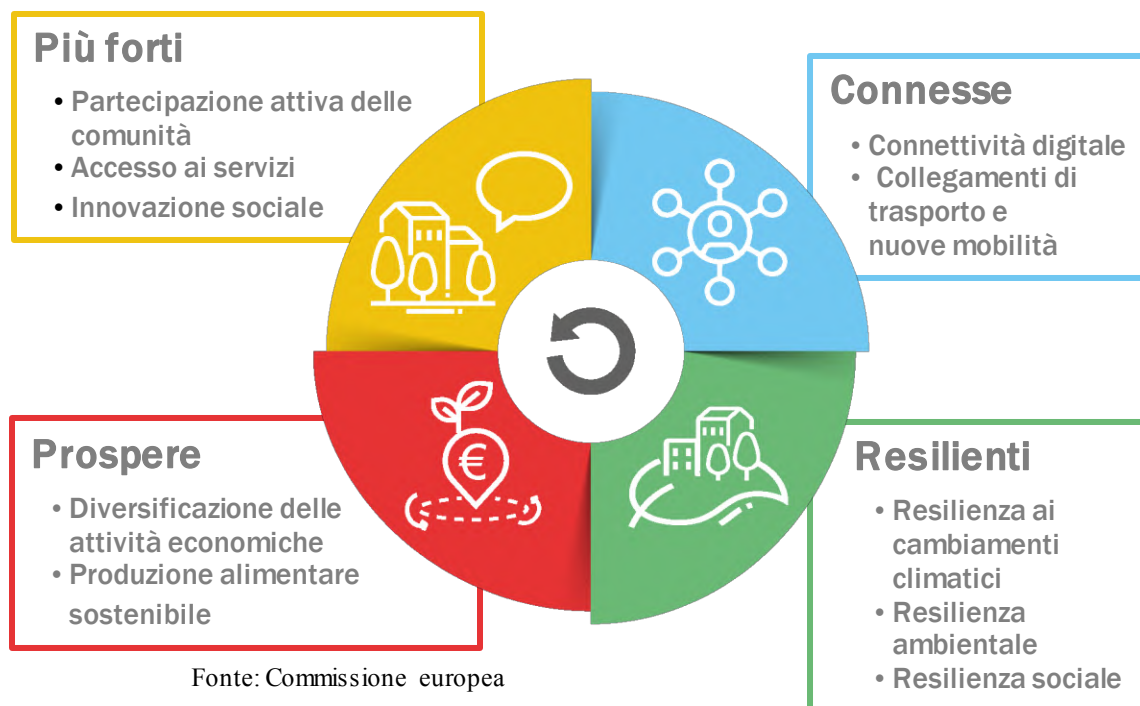 Più forti
• Partecipazione attiva delle
comunità
• Accesso ai servizi
• Innovazione sociale
Connesse
• Connettività digitale
• Collegamenti di
trasporto e
nuove mobilità
€
Prospere
• Diversificazione delle
attività economiche
• Produzione alimentare
sostenibile
Resilienti
• Resilienza ai
cambiamenti
climatici
• Resilienza
ambientale
• Resilienza sociale
Fonte: Commissione europea